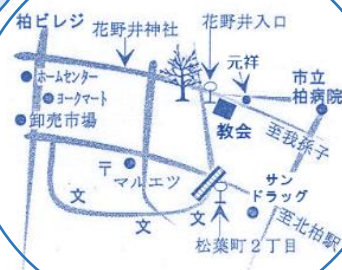 柏ビレジ
花野井神社
花野井入口
元祥
市立
柏病院
ホームセンター
ヨークマート
卸売市場
教会
至我孫子
〒
マルエツ
サン
ドラッグ
文
文
文
至北柏駅
松葉町2丁目